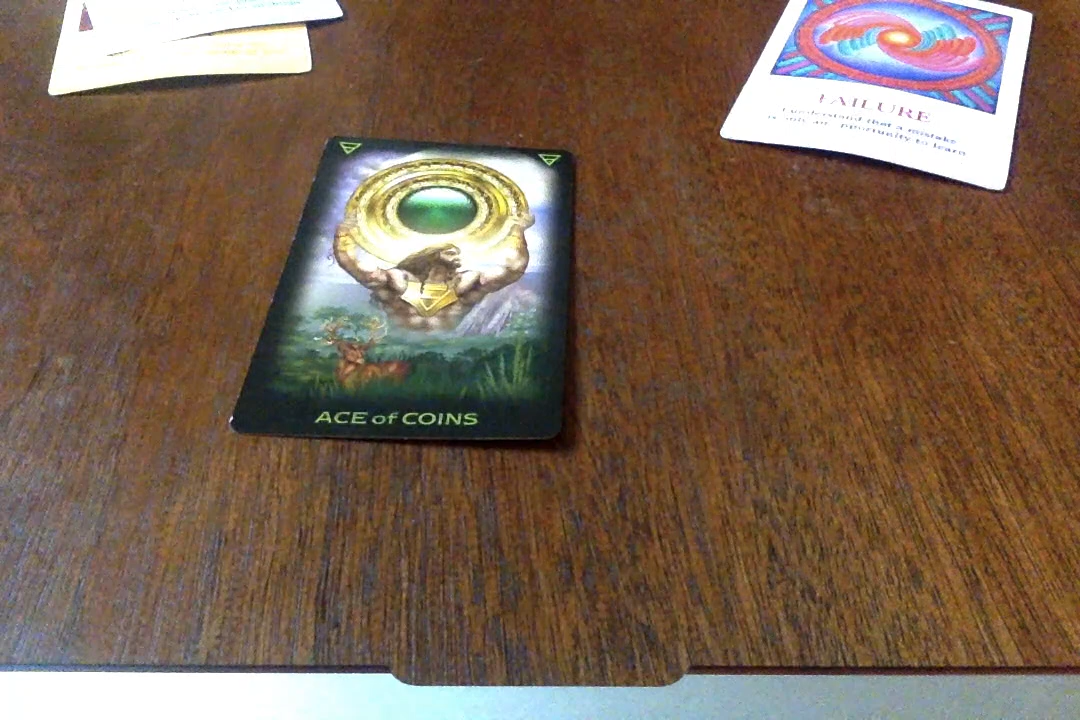 FAILURE
I understand that a mistake
is only an opportunity to learn
ACE of COINS